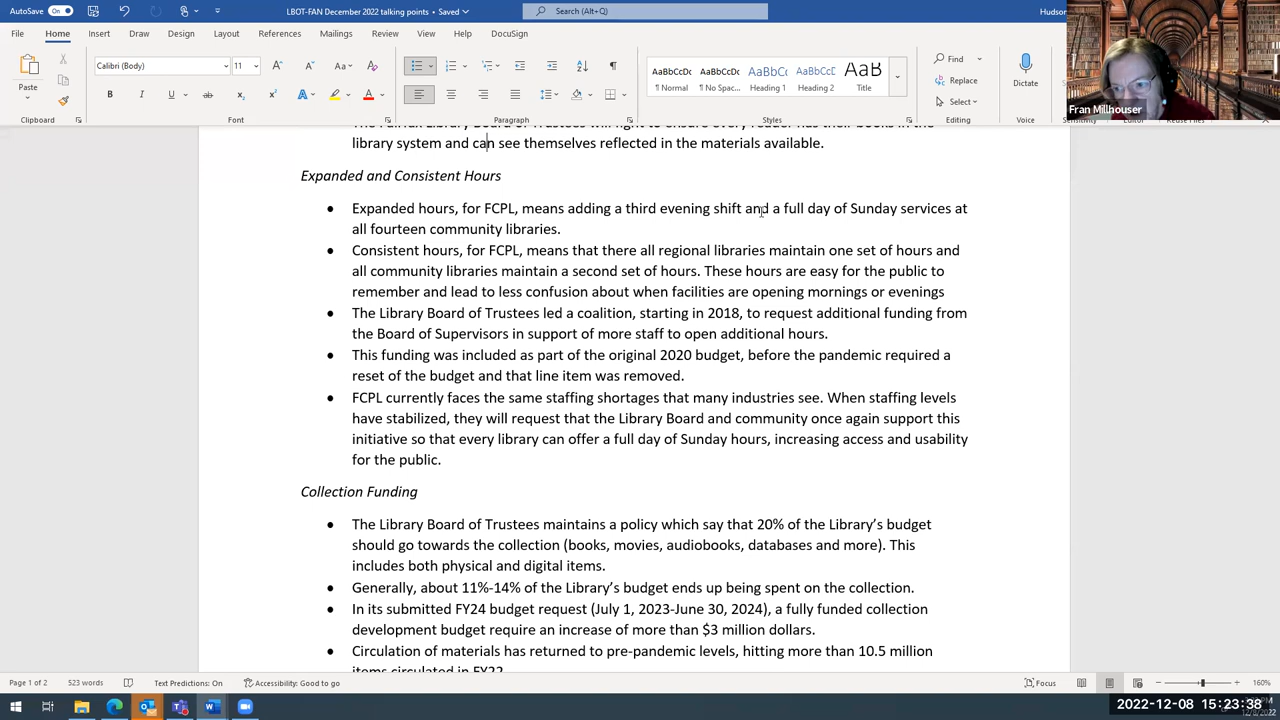 AutoSave On LBOT-FAN December 2022 talking points • Saved Search (Alt+Q) Hudson
File Home Insert Draw Design Layout References Mailings Review View Help DocuSign
Paste Calibri (Body) 11 AaBbCcDc AaBbCcDc AaBbCc AaBbCcD AaB Find Dictate
¶ Normal ¶ No Spac... Heading 1 Heading 2 Title Replace
Select
Clipboard Font Paragraph Styles Editing Voice
Fran Millhouser
library system and can see themselves reflected in the materials available.
Expanded and Consistent Hours
• Expanded hours, for FCPL, means adding a third evening shift and a full day of Sunday services at
all fourteen community libraries.
• Consistent hours, for FCPL, means that there all regional libraries maintain one set of hours and
all community libraries maintain a second set of hours. These hours are easy for the public to
remember and lead to less confusion about when facilities are opening mornings or evenings
• The Library Board of Trustees led a coalition, starting in 2018, to request additional funding from
the Board of Supervisors in support of more staff to open additional hours.
• This funding was included as part of the original 2020 budget, before the pandemic required a
reset of the budget and that line item was removed.
• FCPL currently faces the same staffing shortages that many industries see. When staffing levels
have stabilized, they will request that the Library Board and community once again support this
initiative so that every library can offer a full day of Sunday hours, increasing access and usability
for the public.
Collection Funding
• The Library Board of Trustees maintains a policy which say that 20% of the Library's budget
should go towards the collection (books, movies, audiobooks, databases and more). This
includes both physical and digital items.
• Generally, about 11%-14% of the Library's budget ends up being spent on the collection.
• In its submitted FY24 budget request (July 1, 2023-June 30, 2024), a fully funded collection
development budget require an increase of more than $3 million dollars.
• Circulation of materials has returned to pre-pandemic levels, hitting more than 10.5 million
items circulated in FY22
Page 1 of 2 523 words Text Predictions: On Accessibility: Good to go Focus 160%
2022-12-08 15:23:38